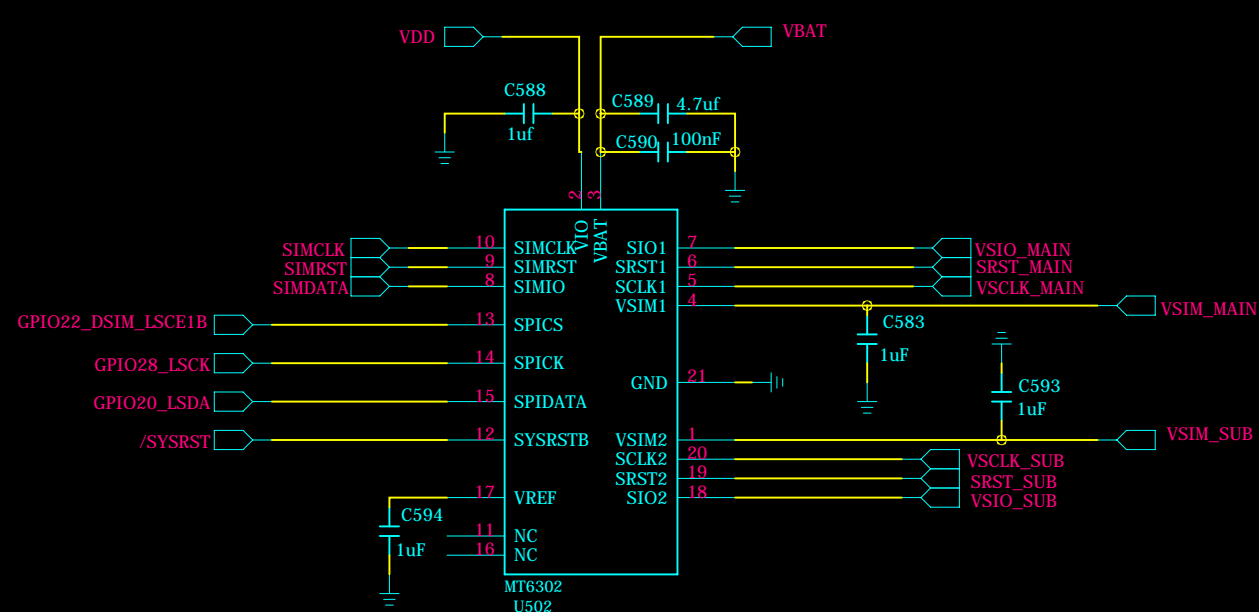 VDD
VBAT
C588
1uf
C589
4.7uf
C590
100nF
2
3
VIO
VBAT
SIMCLK
10
SIMCLK
SIO1
7
VSIO_MAIN
SIMRST
9
SIMRST
SRST1
6
SRST_MAIN
SIMDATA
8
SIMIO
SCLK1
5
VSCLK_MAIN
VSIM1
4
VSIM_MAIN
GPIO22_DSIM_LSCE1B
13
SPICS
C583
1uF
GPIO28_LSCK
14
SPICK
GND
21
C593
1uF
GPIO20_LSDA
15
SPIDATA
/SYSRST
12
SYSRSTB
VSIM2
1
VSIM_SUB
SCLK2
20
VSCLK_SUB
SRST2
19
SRST_SUB
17
VREF
SIO2
18
VSIO_SUB
C594
1uF
11
NC
16
NC
MT6302
U502